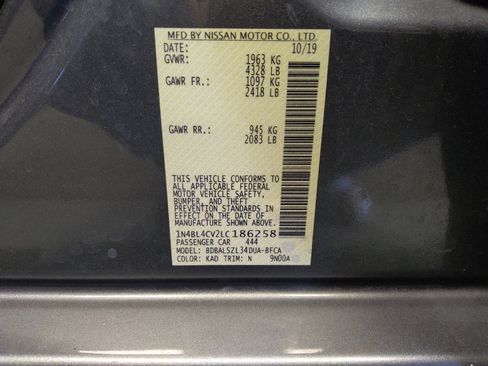 MFD BY NISSAN MOTOR CO., LTD.
DATE: 10/19
GVWR: 1963 KG
4328 LB
GAWR FR.: 1097 KG
2418 LB
GAWR RR.: 945 KG
2083 LB
THIS VEHICLE CONFORMS TO
ALL APPLICABLE FEDERAL
MOTOR VEHICLE SAFETY,
BUMPER, AND THEFT
PREVENTION STANDARDS IN
EFFECT ON THE DATE OF
MANUFACTURE SHOWN ABOVE.
1N4BL4CV2LC186258
PASSENGER CAR 444
MODEL: BDBALSZL34DUA-BFCA
COLOR: KAD TRIM: N 9N00A